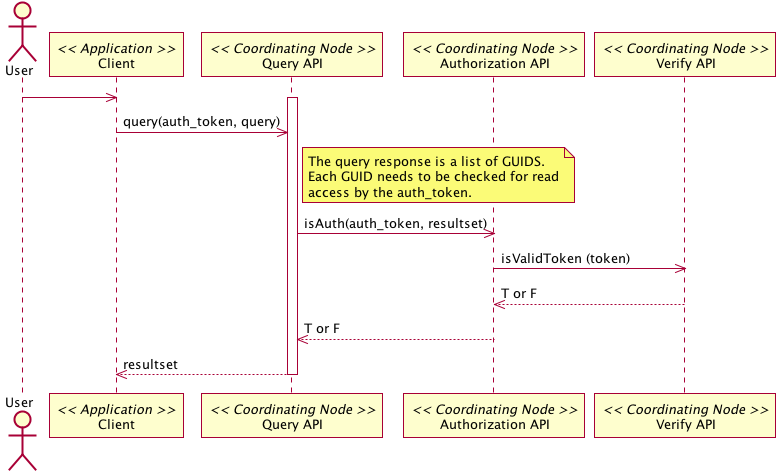 User
<< Application >>
Client
<< Coordinating Node >>
Query API
<< Coordinating Node >>
Authorization API
<< Coordinating Node >>
Verify API
query(auth_token, query)
The query response is a list of GUIDS.
Each GUID needs to be checked for read
access by the auth_token.
isAuth(auth_token, resultset)
isValidToken (token)
T or F
T or F
resultset
User
<< Application >>
Client
<< Coordinating Node >>
Query API
<< Coordinating Node >>
Authorization API
<< Coordinating Node >>
Verify API